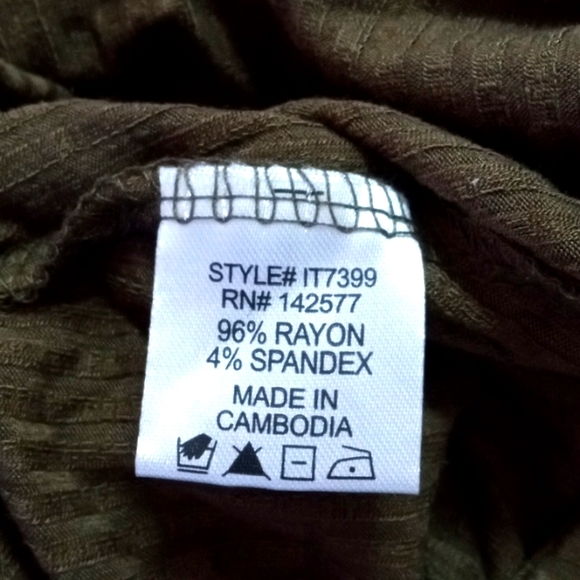 STYLE# IT7399
RN# 142577
96% RAYON
4% SPANDEX
MADE IN
CAMBODIA